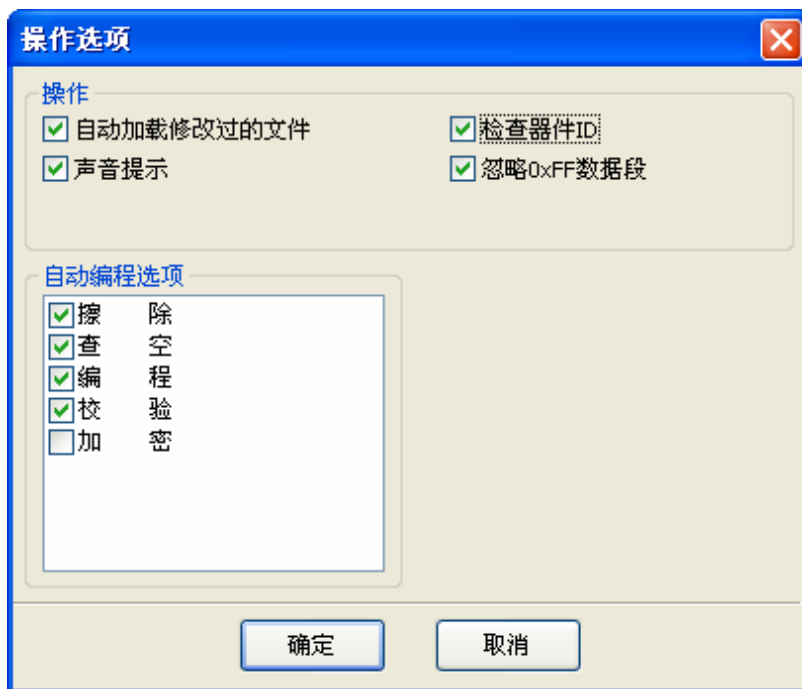 操作选项
操作
自动加载修改过的文件
检查器件ID
声音提示
忽略0xFF数据段
自动编程选项
擦 除
查 空
编 程
校 验
加 密
确定
取消